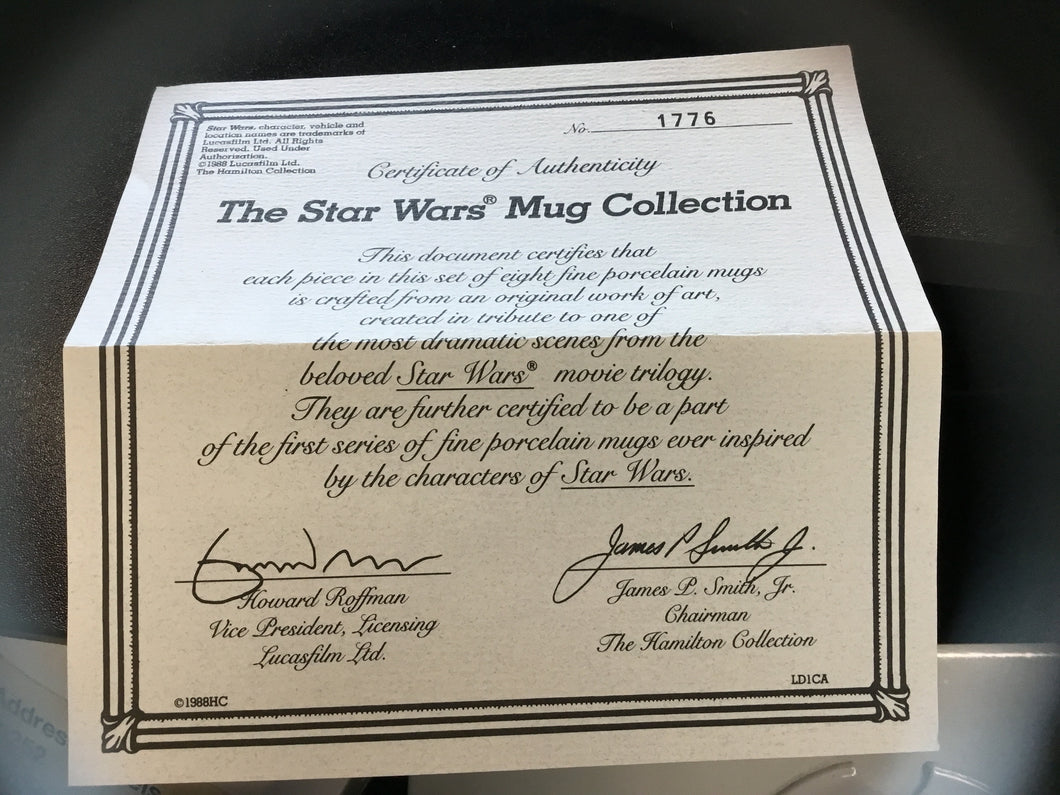 Star Wars, character, vehicle and
location names are trademarks of
Lucasfilm Ltd. All Rights
Reserved. Used Under
Authorization.
©1988 Lucasfilm Ltd.
The Hamilton Collection
No. 1776
Certificate of Authenticity
The Star Wars® Mug Collection
This document certifies that
each piece in this set of eight fine porcelain mugs
is crafted from an original work of art,
created in tribute to one of
the most dramatic scenes from the
beloved Star Wars® movie trilogy.
They are further certified to be a part
of the first series of fine porcelain mugs ever inspired
by the characters of Star Wars.
James P Smith Jr.
Howard Roffman
Vice President, Licensing
Lucasfilm Ltd.
James P. Smith, Jr.
Chairman
The Hamilton Collection
©1988HC
LD1CA